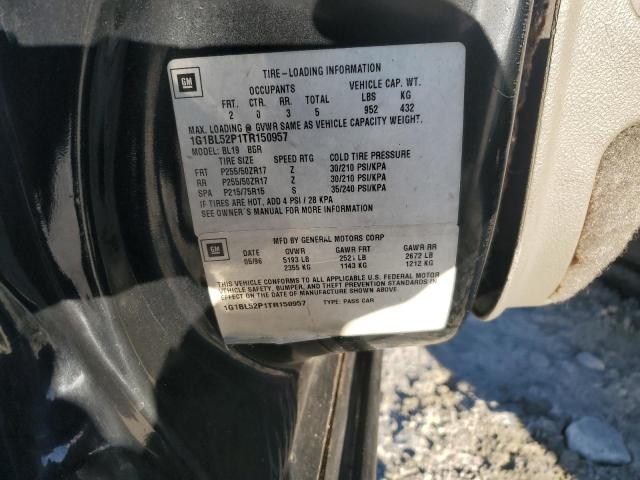 GM
TIRE-LOADING INFORMATION
OCCUPANTS VEHICLE CAP. WT.
FRT. CTR. RR. TOTAL LBS KG
2 0 3 5 952 432
MAX. LOADING @ GVWR SAME AS VEHICLE CAPACITY WEIGHT.
1G1BL52P1TR150957
MODEL: BL19 BGR
TIRE SIZE SPEED RTG COLD TIRE PRESSURE
FRT P255/50ZR17 Z 30/210 PSI/KPA
RR P255/50ZR17 Z 30/210 PSI/KPA
SPA P215/75R15 S 35/240 PSI/KPA
IF TIRES ARE HOT, ADD 4 PSI / 28 KPA
SEE OWNER'S MANUAL FOR MORE INFORMATION
GM
MFD BY GENERAL MOTORS CORP
DATE GVWR GAWR FRT GAWR RR
05/96 5193 LB 2521 LB 2672 LB
2355 KG 1143 KG 1212 KG
THIS VEHICLE CONFORMS TO ALL APPLICABLE U.S. FEDERAL MOTOR
VEHICLE SAFETY, BUMPER, AND THEFT PREVENTION STANDARDS IN
EFFECT ON THE DATE OF MANUFACTURE SHOWN ABOVE.
1G1BL52P1TR150957 TYPE: PASS CAR